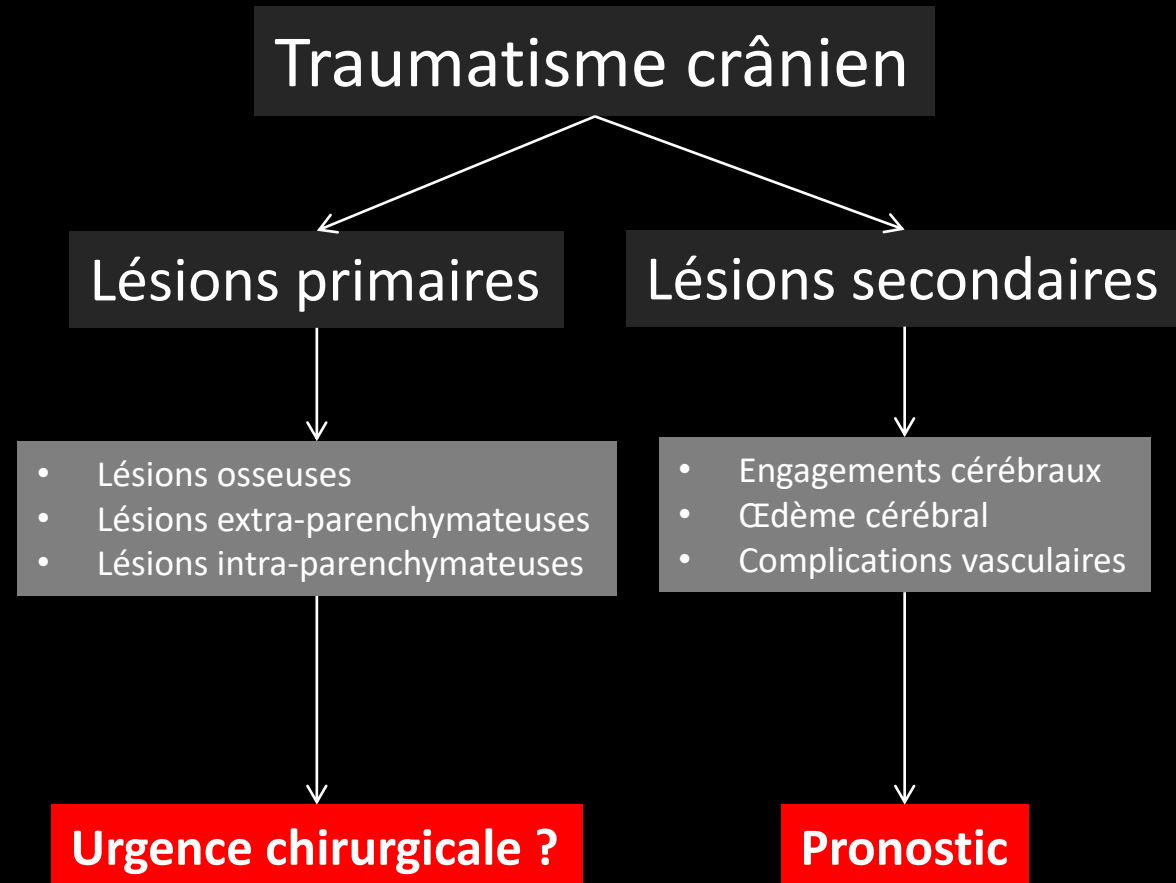 Traumatisme crânien
Lésions primaires
Lésions secondaires
• Lésions osseuses
• Lésions extra-parenchymateuses
• Lésions intra-parenchymateuses
• Engagements cérébraux
• Œdème cérébral
• Complications vasculaires
Urgence chirurgicale ?
Pronostic